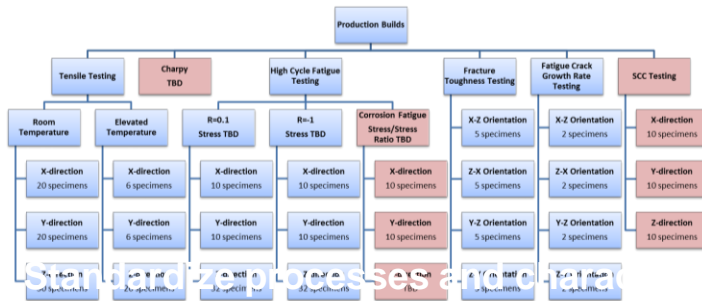 Production Builds
Tensile Testing
Charpy
TBD
High Cycle Fatigue
Testing
Fracture
Toughness Testing
Fatigue Crack
Growth Rate
Testing
SCC Testing
Room
Temperature
Elevated
Temperature
R=0.1
Stress TBD
R=-1
Stress TBD
Corrosion Fatigue
Stress/Stress
Ratio TBD
X-Z Orientation
5 specimens
X-Z Orientation
2 specimens
X-direction
10 specimens
X-direction
20 specimens
X-direction
6 specimens
X-direction
10 specimens
X-direction
10 specimens
X-direction
10 specimens
Z-X Orientation
5 specimens
Z-X Orientation
2 specimens
Y-direction
10 specimens
Y-direction
20 specimens
Y-direction
6 specimens
Y-direction
10 specimens
Y-direction
10 specimens
Y-direction
10 specimens
Y-Z Orientation
5 specimens
Y-Z Orientation
2 specimens
Z-direction
10 specimens
Standardize processes and charac